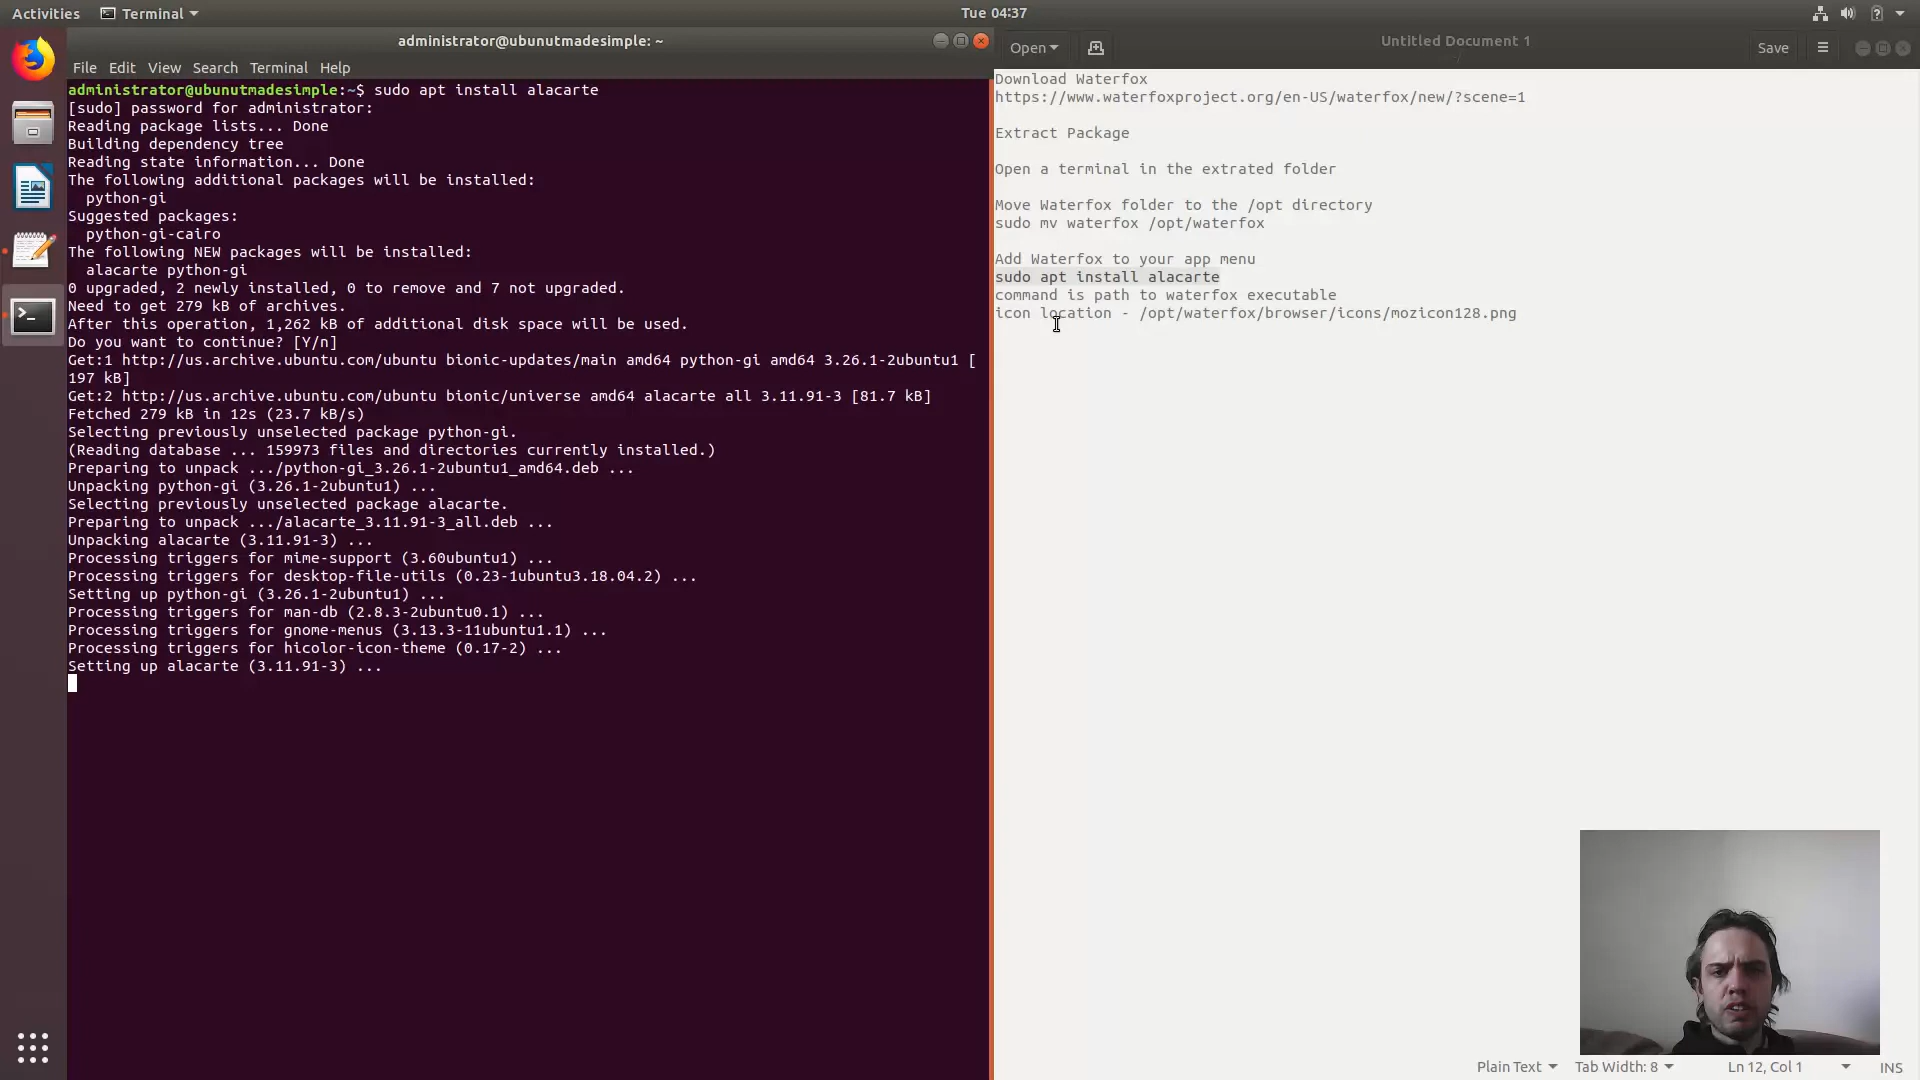 Activities
Terminal
Tue 04:37
administrator@ubunutmadesimple: ~
File Edit View Search Terminal Help
administrator@ubunutmadesimple:~$ sudo apt install alacarte
[sudo] password for administrator:
Reading package lists... Done
Building dependency tree
Reading state information... Done
The following additional packages will be installed:
python-gi
Suggested packages:
python-gi-cairo
The following NEW packages will be installed:
alacarte python-gi
0 upgraded, 2 newly installed, 0 to remove and 7 not upgraded.
Need to get 279 kB of archives.
After this operation, 1,262 kB of additional disk space will be used.
Do you want to continue? [Y/n]
Get:1 http://us.archive.ubuntu.com/ubuntu bionic-updates/main amd64 python-gi amd64 3.26.1-2ubuntu1 [
197 kB]
Get:2 http://us.archive.ubuntu.com/ubuntu bionic/universe amd64 alacarte all 3.11.91-3 [81.7 kB]
Fetched 279 kB in 12s (23.7 kB/s)
Selecting previously unselected package python-gi.
(Reading database ... 159973 files and directories currently installed.)
Preparing to unpack .../python-gi_3.26.1-2ubuntu1_amd64.deb ...
Unpacking python-gi (3.26.1-2ubuntu1) ...
Selecting previously unselected package alacarte.
Preparing to unpack .../alacarte_3.11.91-3_all.deb ...
Unpacking alacarte (3.11.91-3) ...
Processing triggers for mime-support (3.60ubuntu1) ...
Processing triggers for desktop-file-utils (0.23-1ubuntu3.18.04.2) ...
Setting up python-gi (3.26.1-2ubuntu1) ...
Processing triggers for man-db (2.8.3-2ubuntu0.1) ...
Processing triggers for gnome-menus (3.13.3-11ubuntu1.1) ...
Processing triggers for hicolor-icon-theme (0.17-2) ...
Setting up alacarte (3.11.91-3) ...
Open
Untitled Document 1
Save
Download Waterfox
https://www.waterfoxproject.org/en-US/waterfox/new/?scene=1
Extract Package
Open a terminal in the extrated folder
Move Waterfox folder to the /opt directory
sudo mv waterfox /opt/waterfox
Add Waterfox to your app menu
sudo apt install alacarte
command is path to waterfox executable
icon location - /opt/waterfox/browser/icons/mozicon128.png
Plain Text
Tab Width: 8
Ln 12, Col 1
INS